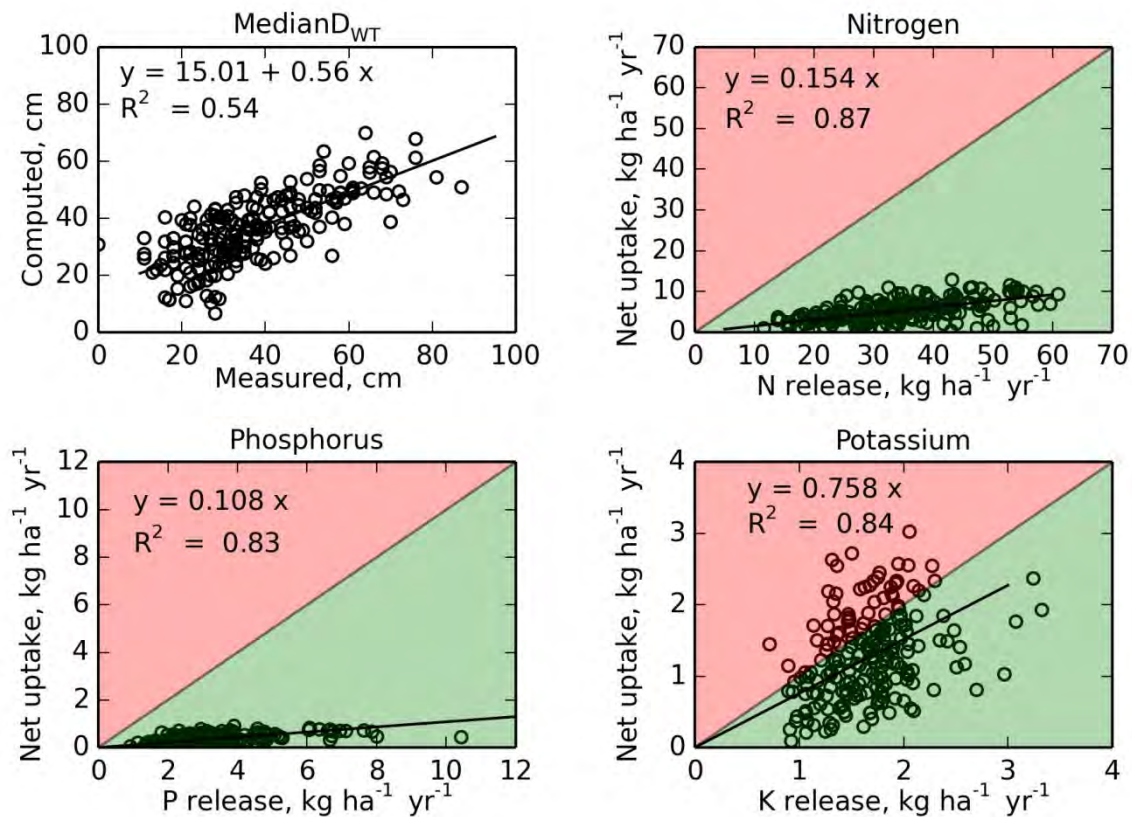 MedianD_WT
100
80
60
40
20
0
Computed, cm
y = 15.01 + 0.56 x
R² = 0.54
0 20 40 60 80 100
Measured, cm
Nitrogen
70
60
50
40
30
20
10
0
Net uptake, kg ha⁻¹ yr⁻¹
y = 0.154 x
R² = 0.87
0 10 20 30 40 50 60 70
N release, kg ha⁻¹ yr⁻¹
Phosphorus
12
10
8
6
4
2
0
Net uptake, kg ha⁻¹ yr⁻¹
y = 0.108 x
R² = 0.83
0 2 4 6 8 10 12
P release, kg ha⁻¹ yr⁻¹
Potassium
4
3
2
1
0
Net uptake, kg ha⁻¹ yr⁻¹
y = 0.758 x
R² = 0.84
0 1 2 3 4
K release, kg ha⁻¹ yr⁻¹